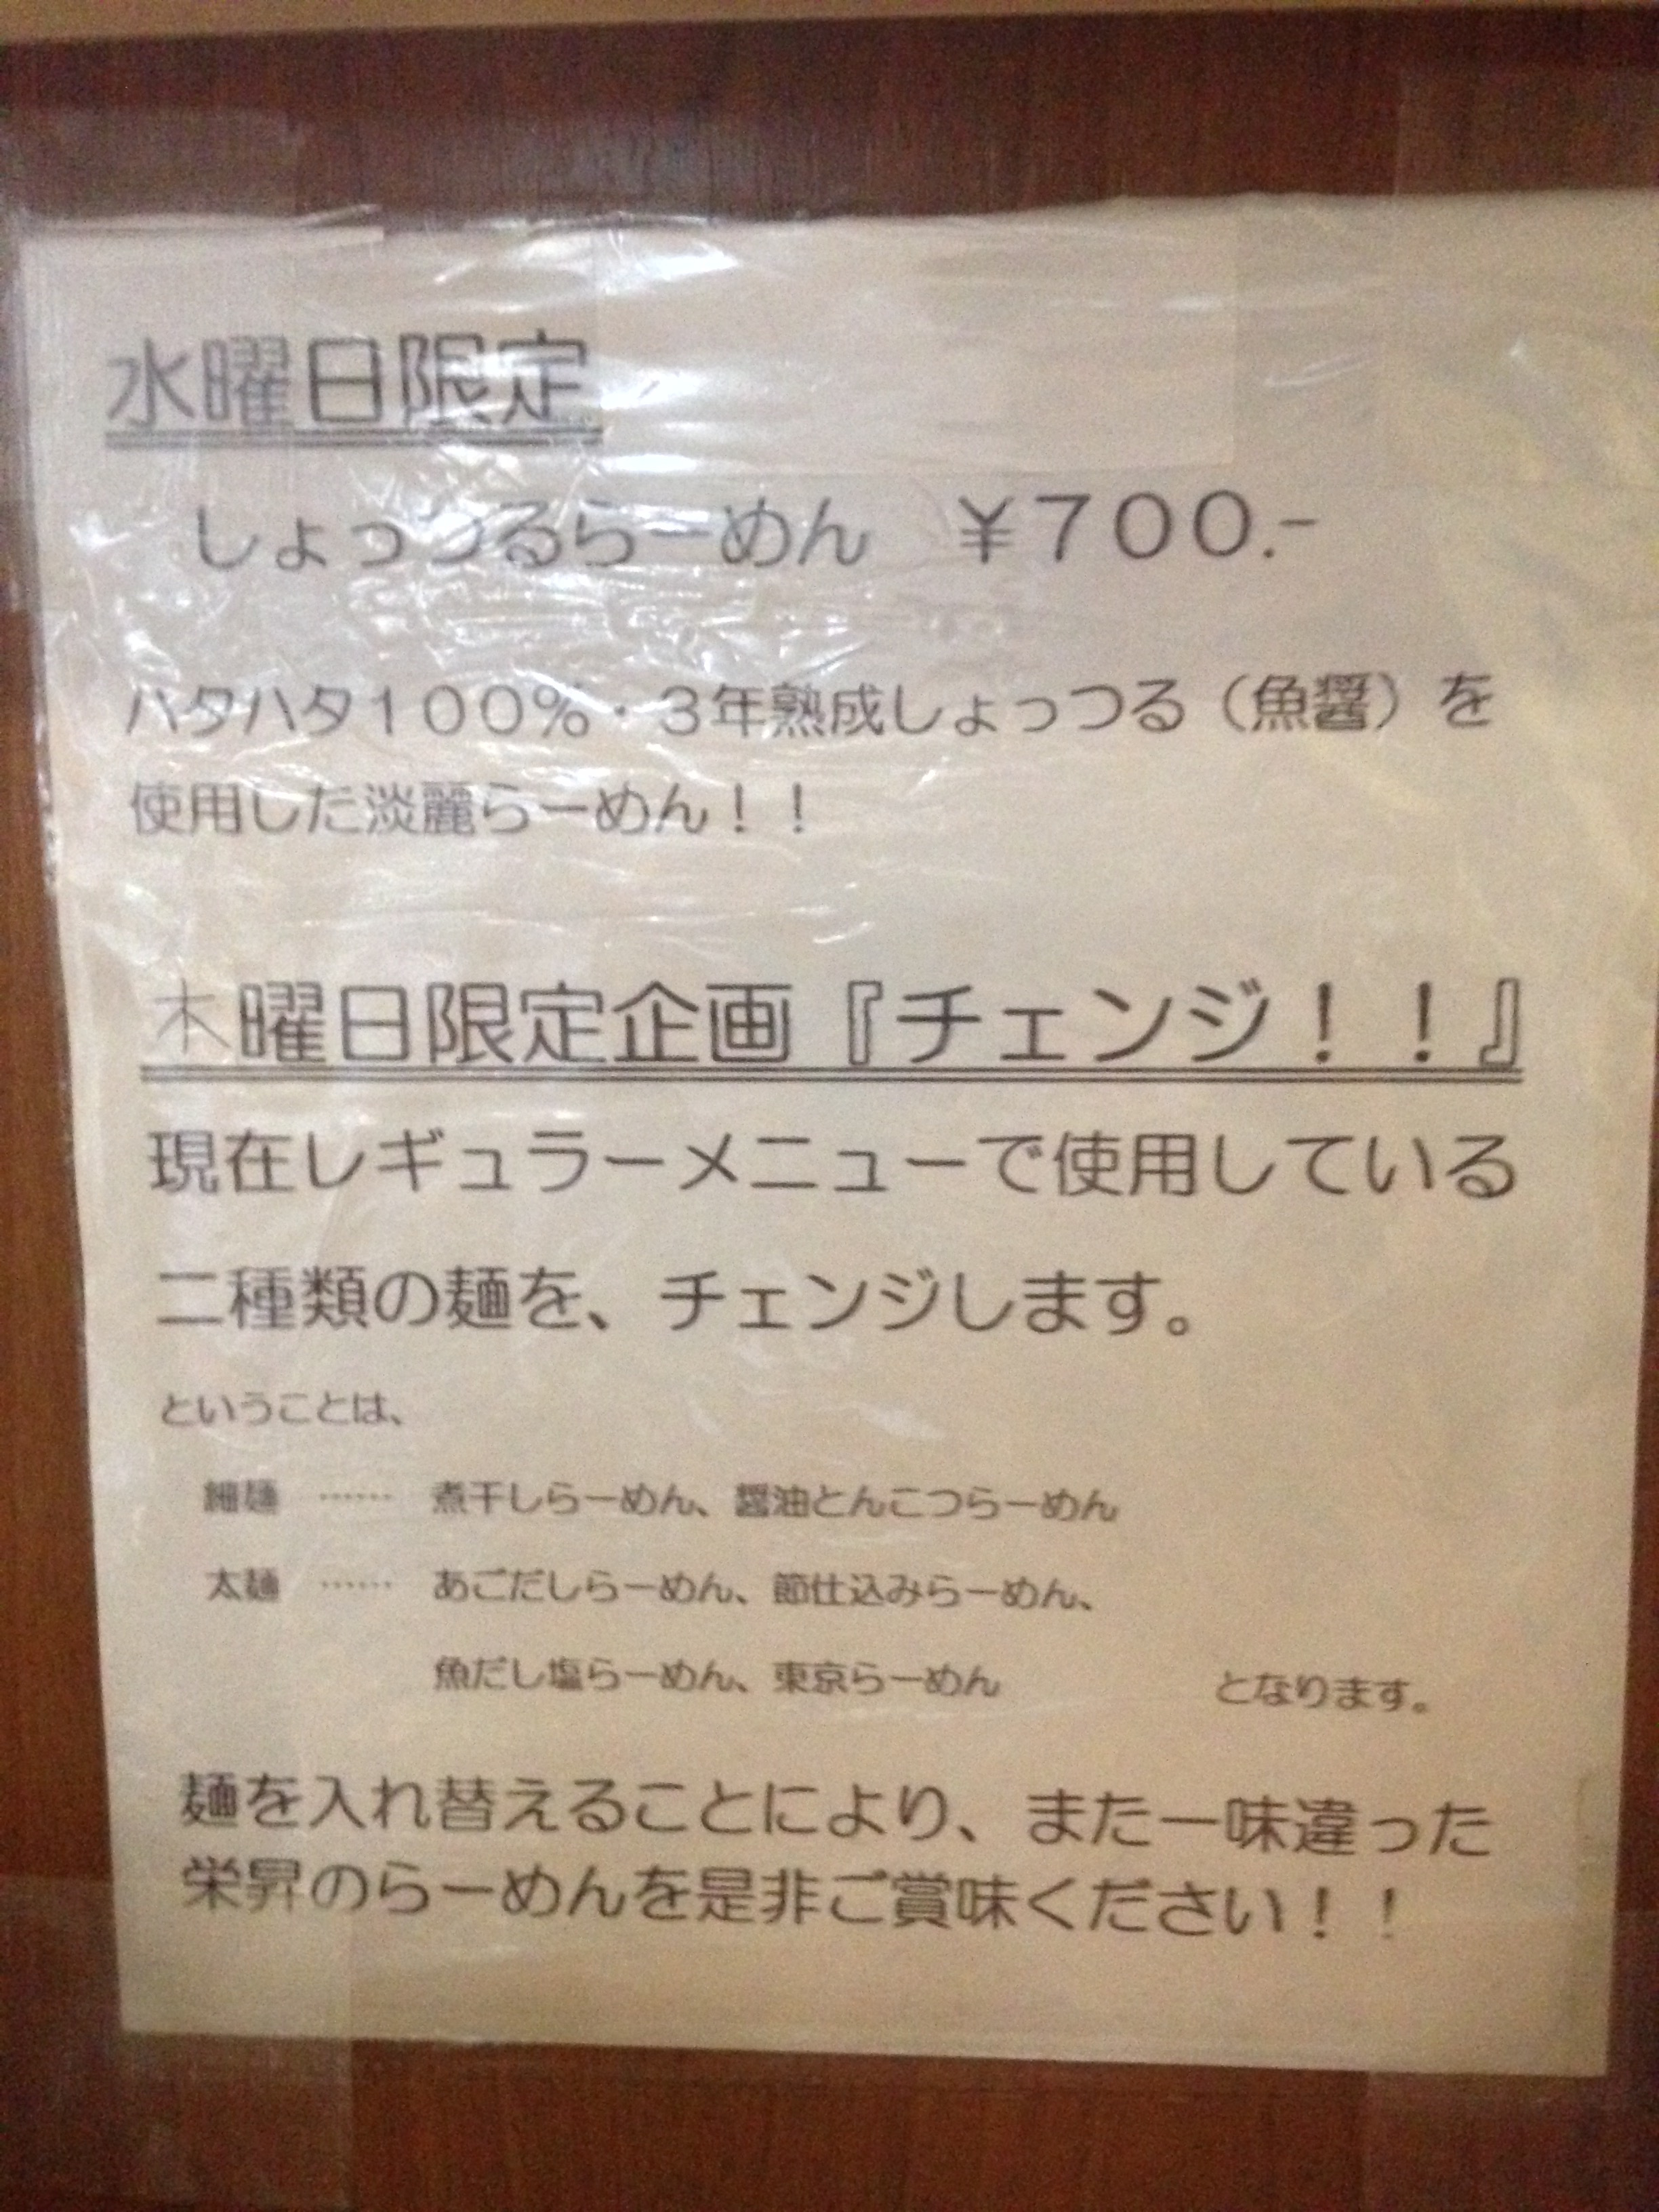 水曜日限定
しょっつるらーめん　￥７００.−
ハタハタ１００％・３年熟成しょっつる（魚醤）を
使用した淡麗らーめん！！
木曜日限定企画『チェンジ！！』
現在レギュラーメニューで使用している
二種類の麺を、チェンジします。
ということは、
細麺　……　煮干しらーめん、醤油とんこつらーめん
太麺　……　あごだしらーめん、節仕込みらーめん、
魚だし塩らーめん、東京らーめん　となります。
麺を入れ替えることにより、また一味違った
栄昇のらーめんを是非ご賞味ください！！